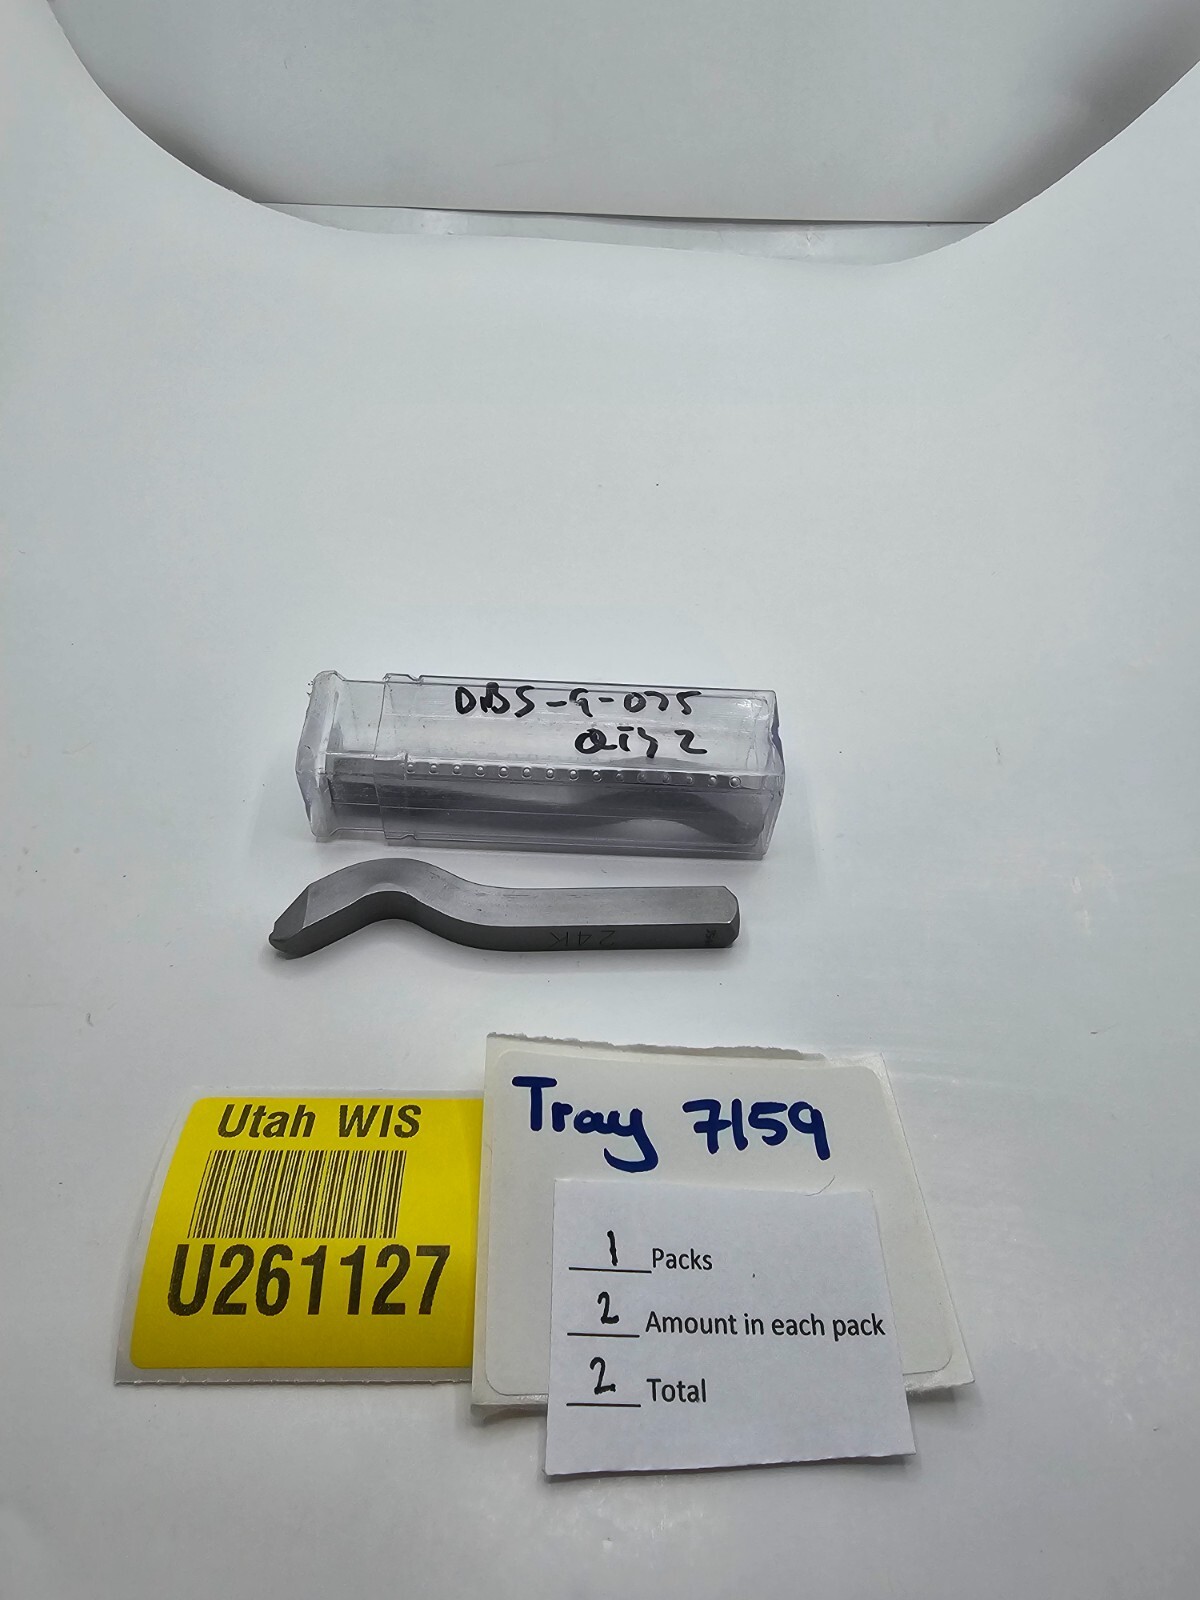 DBS-9-075
Qty 2
24K
Utah WIS
U261127
Tray 7159
1 Packs
2 Amount in each pack
2 Total